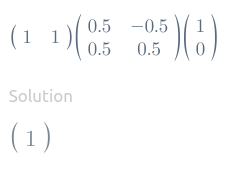 ( 1 1 ) ( 0.5 −0.5 0.5 0.5 ) ( 1 0 )
Solution
( 1 )